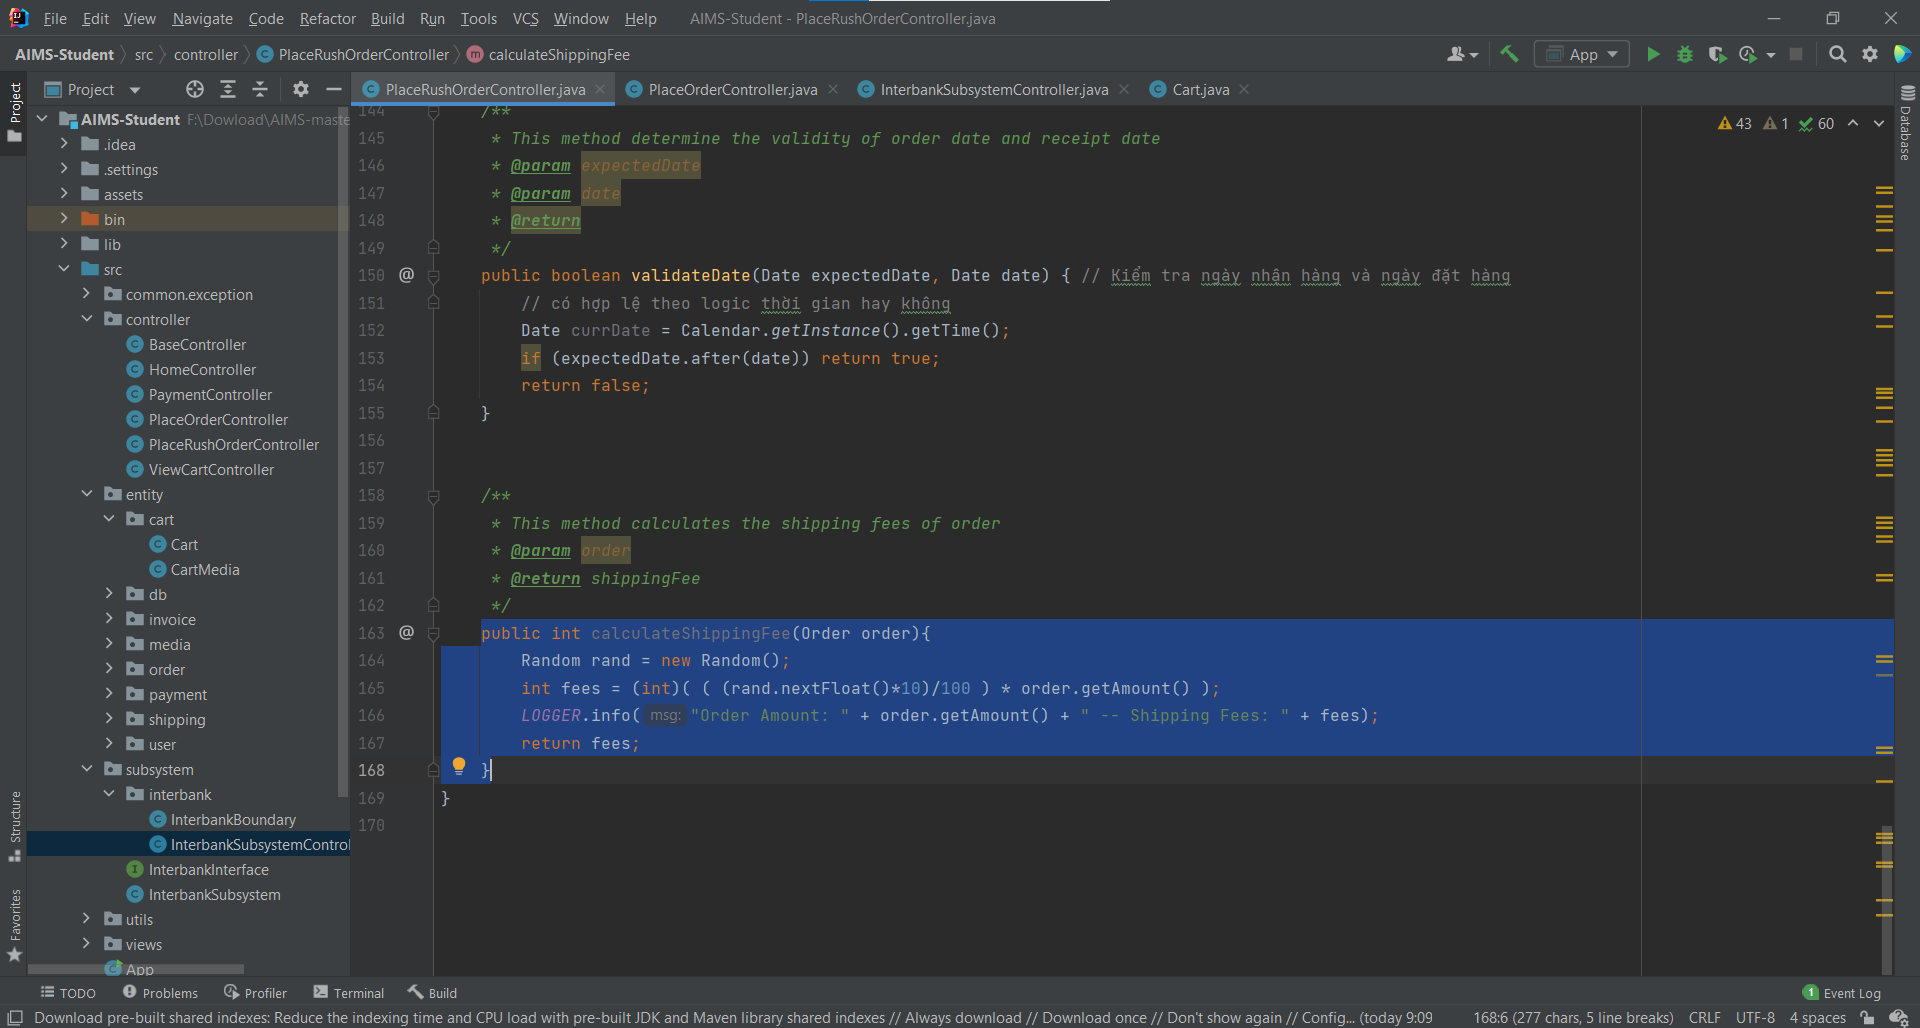 File Edit View Navigate Code Refactor Build Run Tools VCS Window Help AIMS-Student - PlaceRushOrderController.java
AIMS-Student src controller PlaceRushOrderController calculateShippingFee App
Project
PlaceRushOrderController.java PlaceOrderController.java InterbankSubsystemController.java Cart.java
Project
Database
Structure
Favorites
AIMS-Student F:\Dowload\AIMS-maste
.idea
.settings
assets
bin
lib
src
common.exception
controller
BaseController
HomeController
PaymentController
PlaceOrderController
PlaceRushOrderController
ViewCartController
entity
cart
Cart
CartMedia
db
invoice
media
order
payment
shipping
user
subsystem
interbank
InterbankBoundary
InterbankSubsystemControl
InterbankInterface
InterbankSubsystem
utils
views
App
43 1 60
144 /**
145 * This method determine the validity of order date and receipt date
146 * @param expectedDate
147 * @param date
148 * @return
149 */
150 @ public boolean validateDate(Date expectedDate, Date date) { // Kiểm tra ngày nhận hàng và ngày đặt hàng
151 // có hợp lệ theo logic thời gian hay không
152 Date currDate = Calendar.getInstance().getTime();
153 if (expectedDate.after(date)) return true;
154 return false;
155 }
156
157
158 /**
159 * This method calculates the shipping fees of order
160 * @param order
161 * @return shippingFee
162 */
163 @ public int calculateShippingFee(Order order){
164 Random rand = new Random();
165 int fees = (int)( ( (rand.nextFloat()*10)/100 ) * order.getAmount() );
166 LOGGER.info( msg: "Order Amount: " + order.getAmount() + " -- Shipping Fees: " + fees);
167 return fees;
168 }
169 }
170
TODO Problems Profiler Terminal Build 1 Event Log
Download pre-built shared indexes: Reduce the indexing time and CPU load with pre-built JDK and Maven library shared indexes // Always download // Download once // Don't show again // Config... (today 9:09 168:6 (277 chars, 5 line breaks) CRLF UTF-8 4 spaces